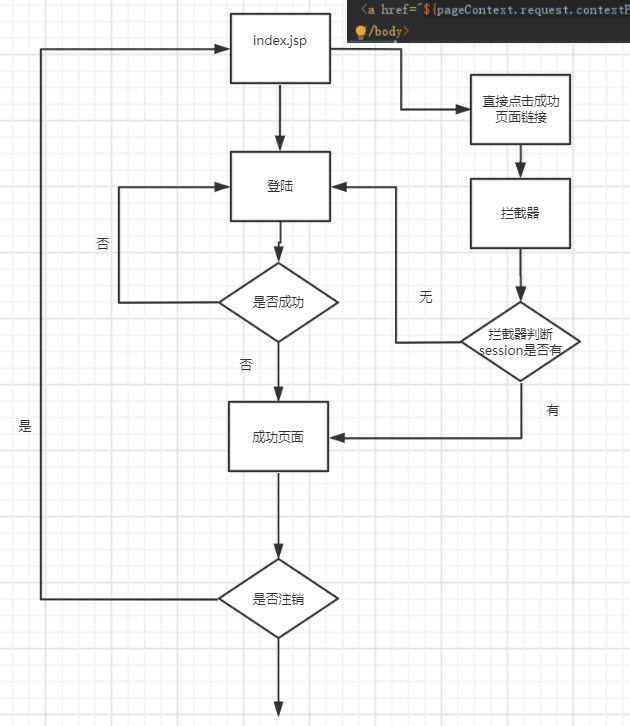 <a href="${pageContext.request.contextP
/body>
index.jsp
直接点击成功
页面链接
登陆
拦截器
否
是否成功
无
拦截器判断
session是否有
否
有
是
成功页面
是否注销